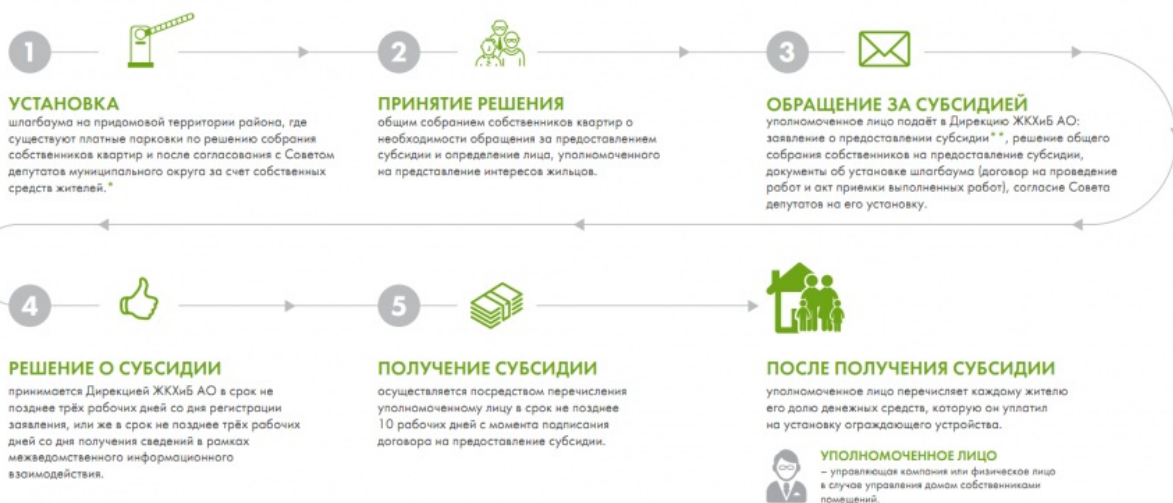 1
УСТАНОВКА
шлагбаума на придомовой территории района, где
существуют платные парковки по решению собрания
собственников квартир и после согласования с Советом
депутатов муниципального округа за счет собственных
средств жителей.*
2
ПРИНЯТИЕ РЕШЕНИЯ
общим собранием собственников квартир о
необходимости обращения за предоставлением
субсидии и определение лица, уполномоченного
на представление интересов жильцов.
3
ОБРАЩЕНИЕ ЗА СУБСИДИЕЙ
уполномоченное лицо подаёт в Дирекцию ЖКХиБ АО:
заявление о предоставлении субсидии**, решение общего
собрания собственников на предоставление субсидии,
документы об установке шлагбаума (договор на проведение
работ и акт приемки выполненных работ), согласие Совета
депутатов на его установку.
4
РЕШЕНИЕ О СУБСИДИИ
принимается Дирекцией ЖКХиБ АО в срок не
позднее трёх рабочих дней со дня регистрации
заявления, или же в срок не позднее трёх рабочих
дней со дня получения сведений в рамках
межведомственного информационного
взаимодействия.
5
ПОЛУЧЕНИЕ СУБСИДИИ
осуществляется посредством перечисления
уполномоченному лицу в срок не позднее
10 рабочих дней с момента подписания
договора на предоставление субсидии.
ПОСЛЕ ПОЛУЧЕНИЯ СУБСИДИИ
уполномоченное лицо перечисляет каждому жителю
его долю денежных средств, которую он уплатил
на установку ограждающего устройства.
УПОЛНОМОЧЕННОЕ ЛИЦО
– управляющая компания или физическое лицо
в случае управления домом собственниками
помещений.